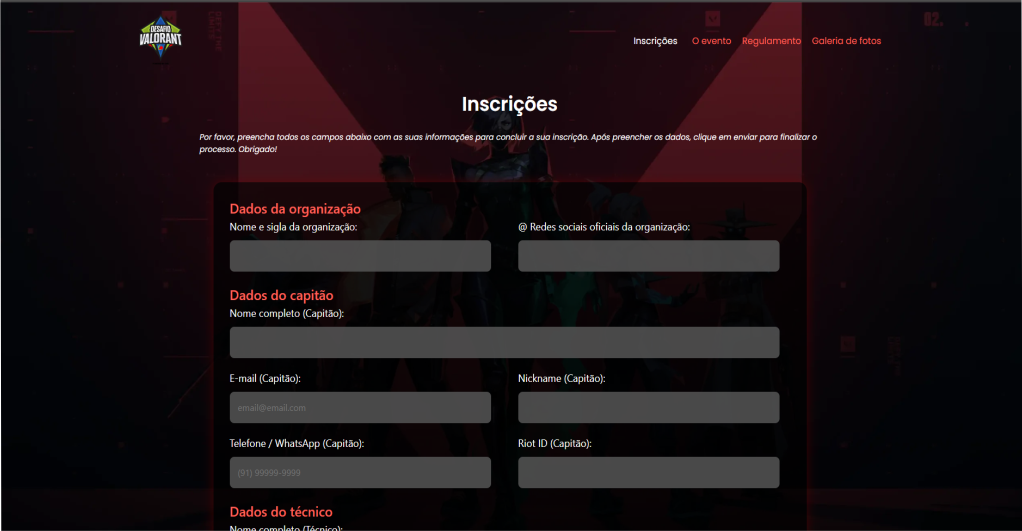 DESAFIO
VALORANT
02.
Inscrições
O evento
Regulamento
Galeria de fotos
Inscrições
Por favor, preencha todos os campos abaixo com as suas informações para concluir a sua inscrição. Após preencher os dados, clique em enviar para finalizar o
processo. Obrigado!
Dados da organização
Nome e sigla da organização:
@ Redes sociais oficiais da organização:
Dados do capitão
Nome completo (Capitão):
E-mail (Capitão):
Nickname (Capitão):
email@email.com
Telefone / WhatsApp (Capitão):
Riot ID (Capitão):
(91) 99999-9999
Dados do técnico
Nome completo (Técnico):